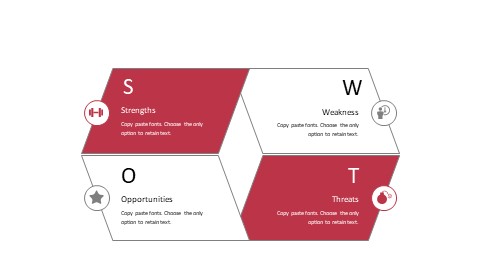 S
Strengths
Copy paste fonts. Choose the only
option to retain text.
W
Weakness
Copy paste fonts. Choose the only
option to retain text.
O
Opportunities
Copy paste fonts. Choose the only
option to retain text.
T
Threats
Copy paste fonts. Choose the only
option to retain text.